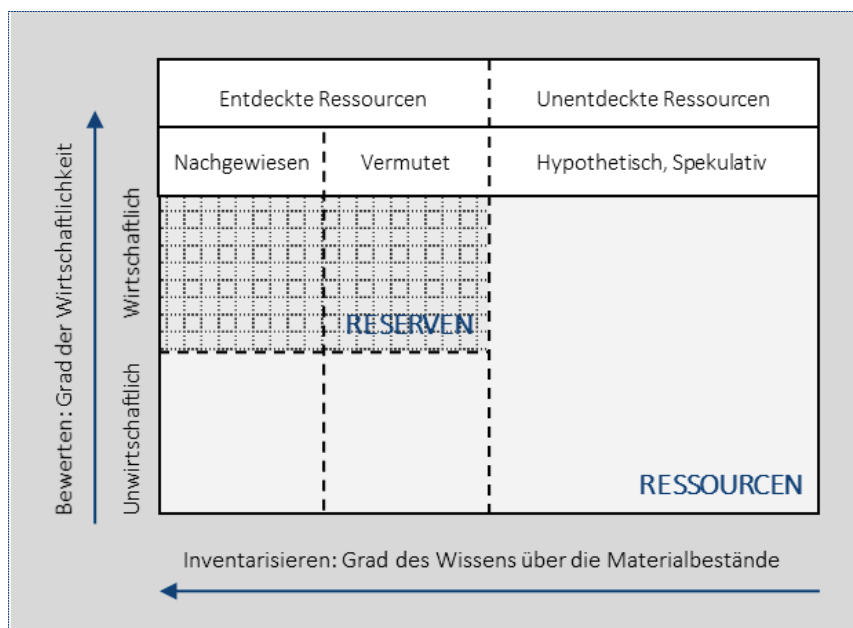 Entdeckte Ressourcen
Unentdeckte Ressourcen
Nachgewiesen
Vermutet
Hypothetisch, Spekulativ
Bewerten: Grad der Wirtschaftlichkeit
Wirtschaftlich
Unwirtschaftlich
RESERVEN
RESSOURCEN
Inventarisieren: Grad des Wissens über die Materialbestände